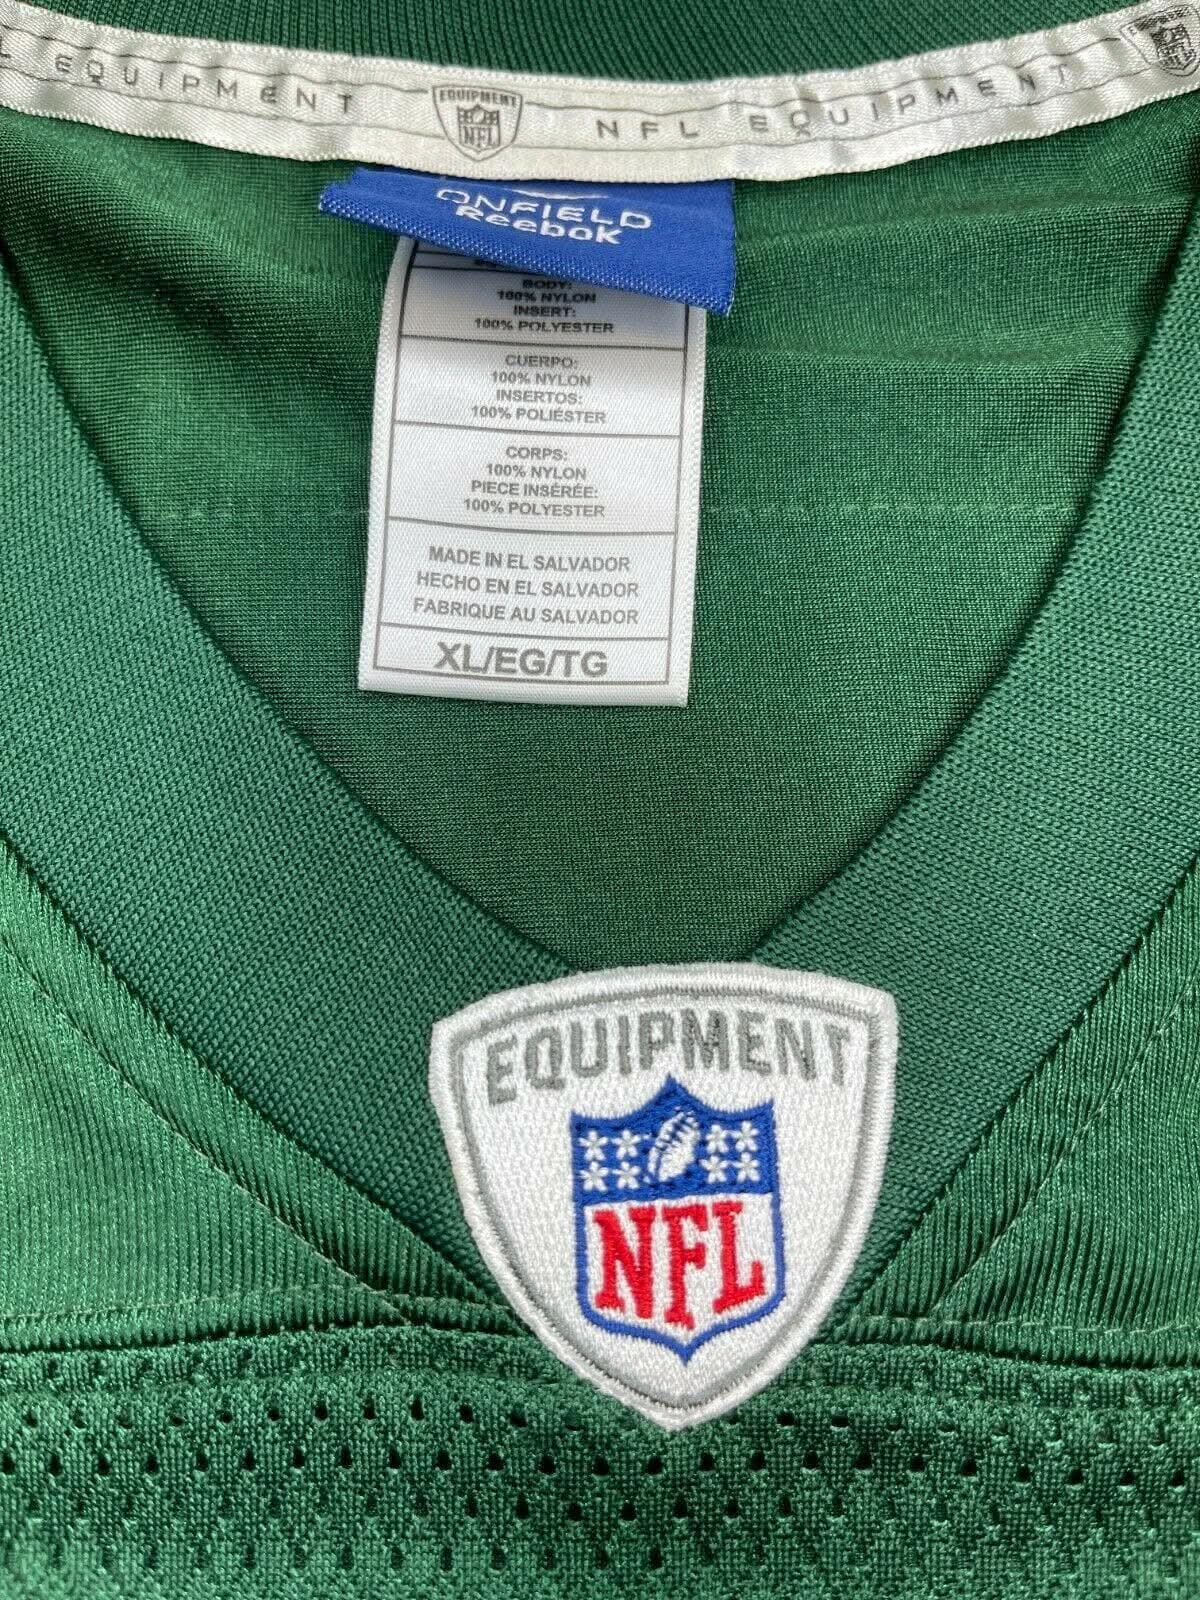 EQUIPMENT
EQUIPMENT
NFL
NFL EQUIPMENT
ONFIELD
Reebok
BODY:
100% NYLON
INSERT:
100% POLYESTER
CUERPO:
100% NYLON
INSERTOS:
100% POLIÉSTER
CORPS:
100% NYLON
PIECE INSÉRÉE:
100% POLYESTER
MADE IN EL SALVADOR
HECHO EN EL SALVADOR
FABRIQUE AU SALVADOR
XL/EG/TG
EQUIPMENT
NFL